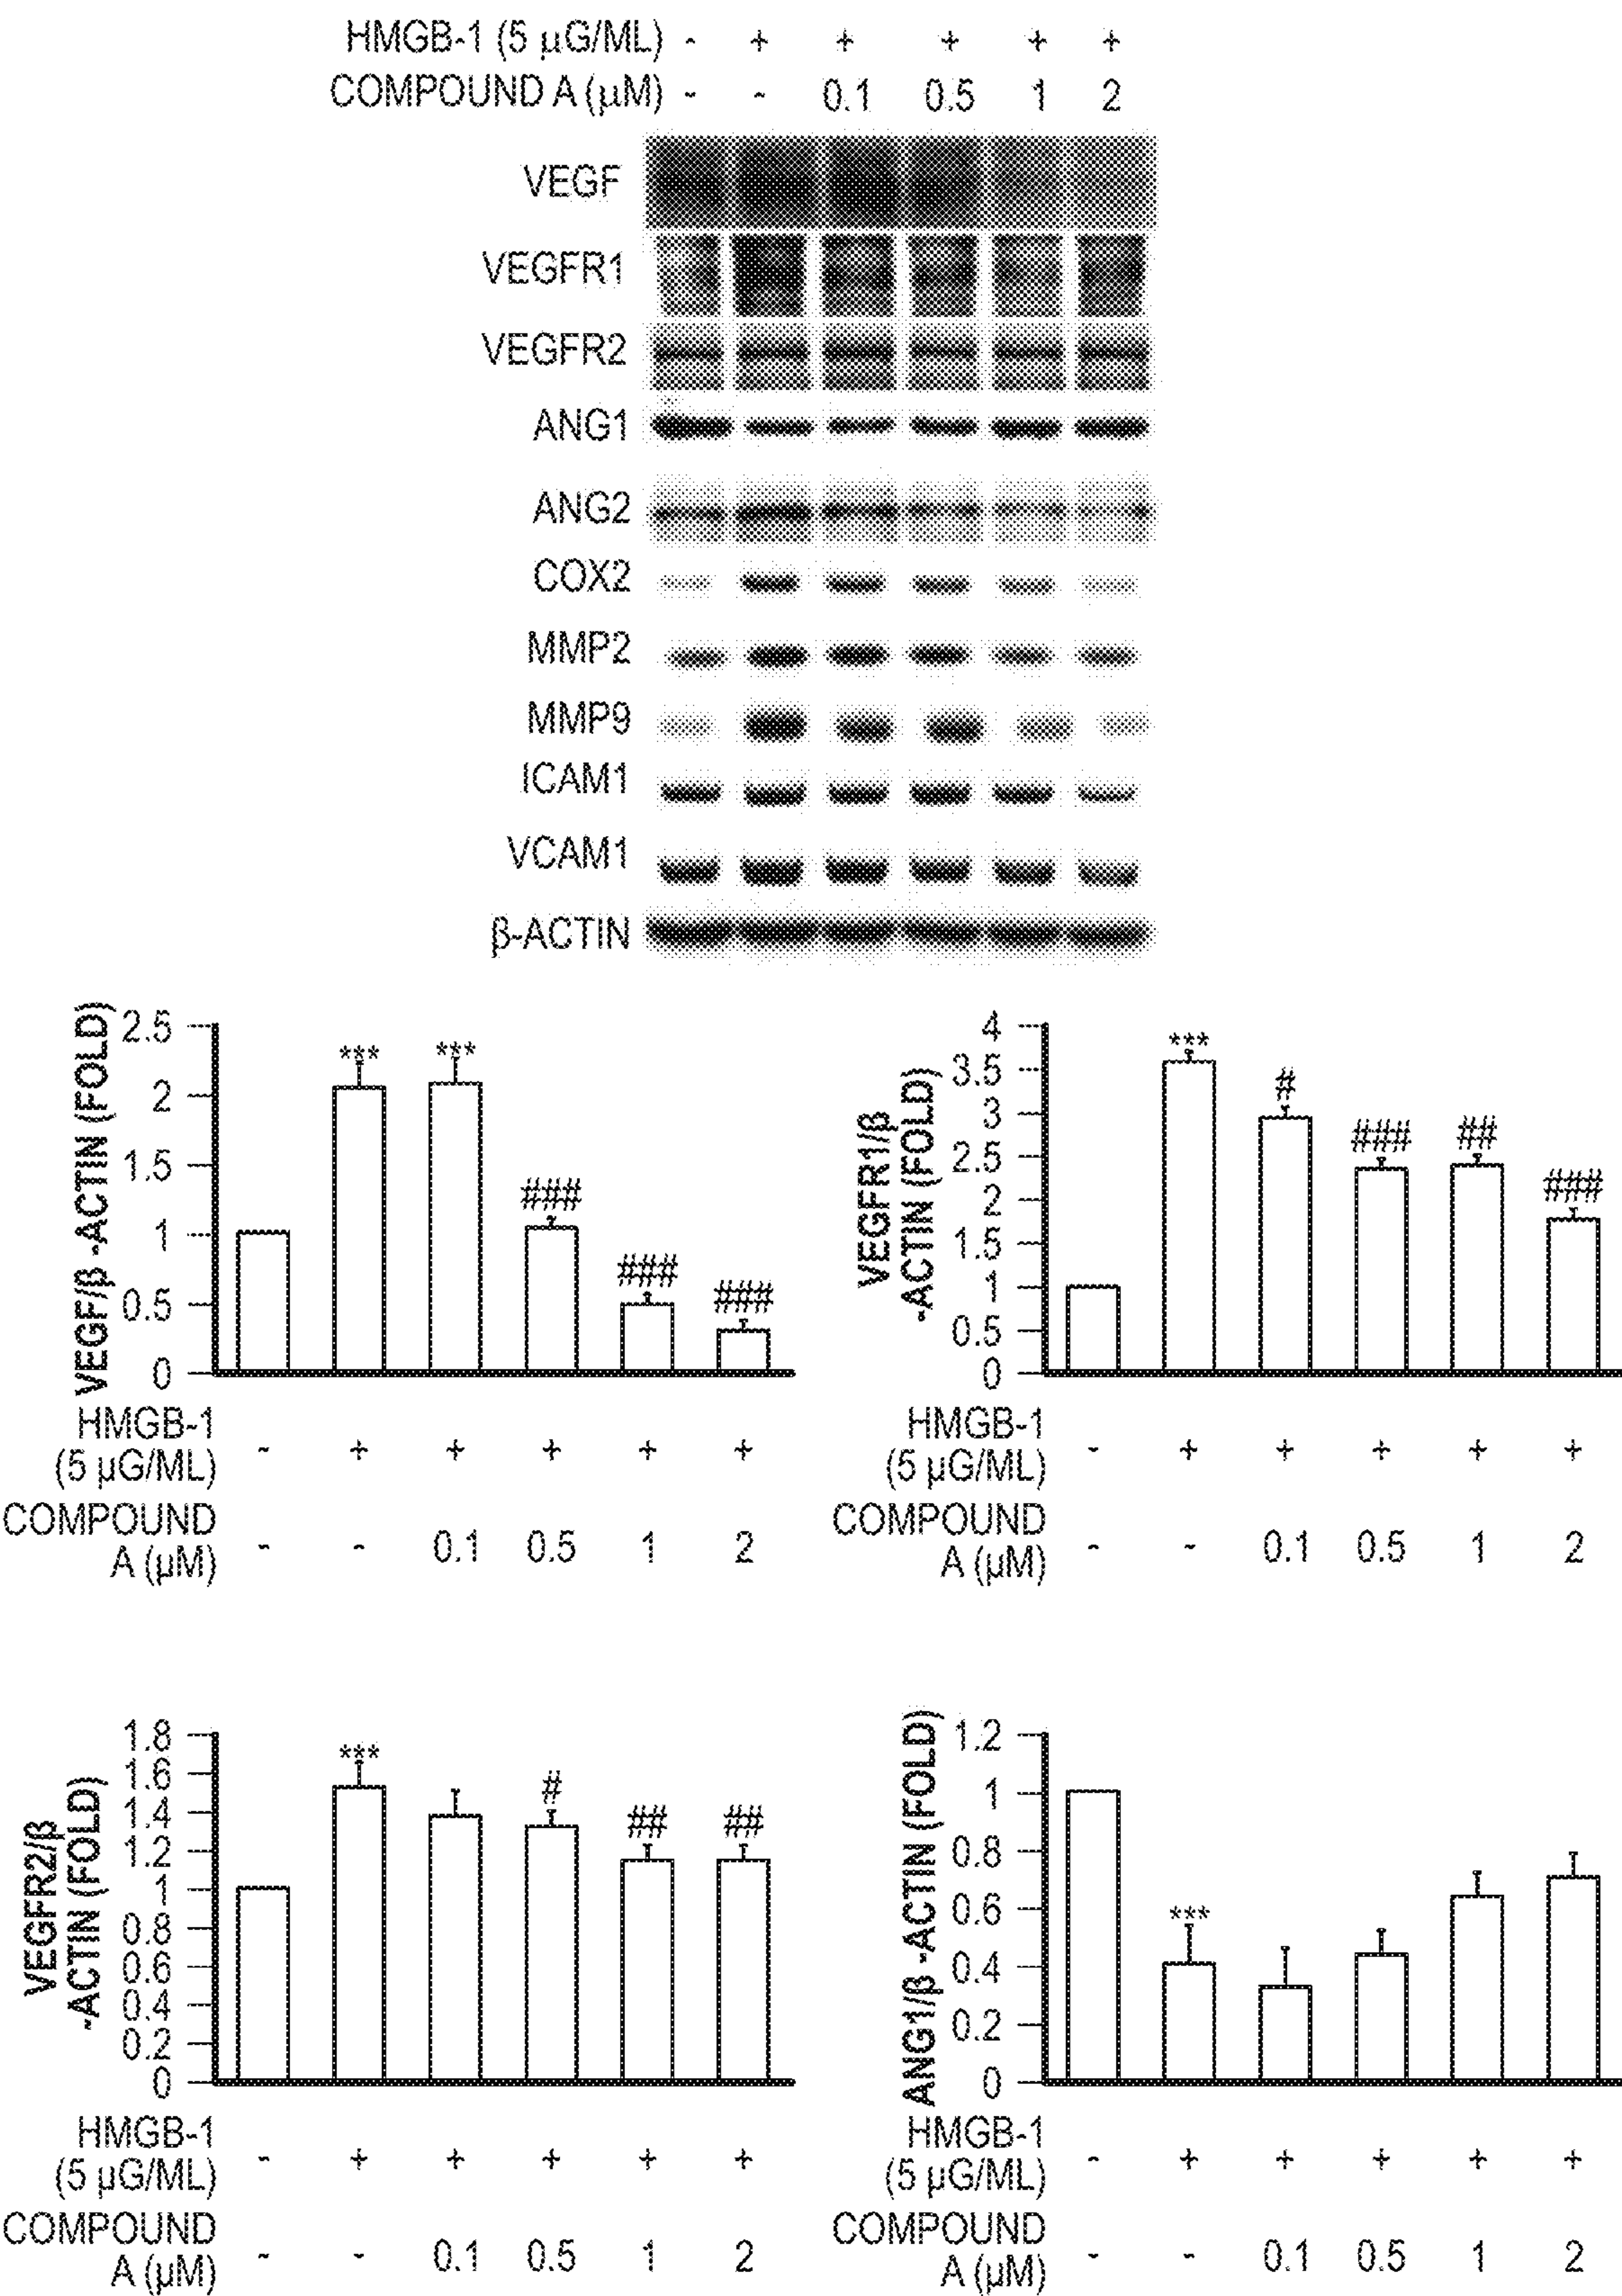 HMGB-1 (5 µG/ML) - + + + + +
COMPOUND A (µM) - - 0.1 0.5 1 2
VEGF
VEGFR1
VEGFR2
ANG1
ANG2
COX2
MMP2
MMP9
ICAM1
VCAM1
β-ACTIN
VEGF/β -ACTIN (FOLD)
2.5
2
1.5
1
0.5
0
*** *** ### ### ###
HMGB-1
(5 µG/ML) - + + + + +
COMPOUND
A (µM) - - 0.1 0.5 1 2
VEGFR1/β
-ACTIN (FOLD)
4
3.5
3
2.5
2
1.5
1
0.5
0
*** # ### ## ###
HMGB-1
(5 µG/ML) - + + + + +
COMPOUND
A (µM) - - 0.1 0.5 1 2
VEGFR2/β
-ACTIN (FOLD)
1.8
1.6
1.4
1.2
1
0.8
0.6
0.4
0.2
0
*** # ## ##
HMGB-1
(5 µG/ML) - + + + + +
COMPOUND
A (µM) - - 0.1 0.5 1 2
ANG1/β -ACTIN (FOLD)
1.2
1
0.8
0.6
0.4
0.2
0
***
HMGB-1
(5 µG/ML) - + + + + +
COMPOUND
A (µM) - - 0.1 0.5 1 2